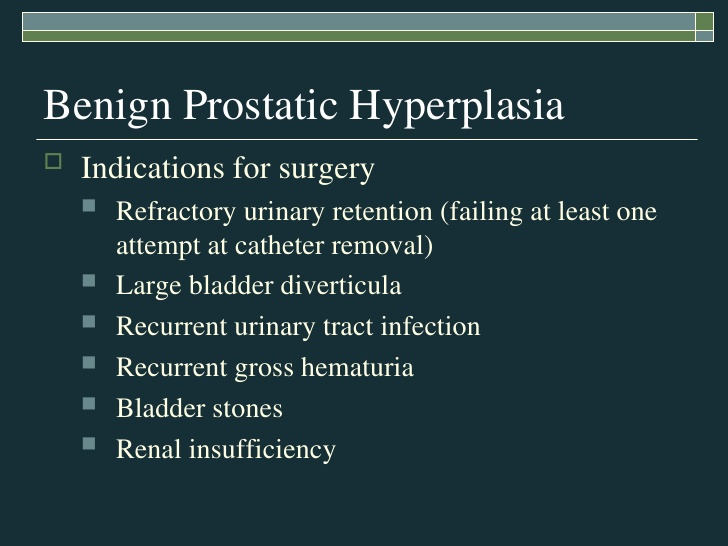 Benign Prostatic Hyperplasia
Indications for surgery
Refractory urinary retention (failing at least one
attempt at catheter removal)
Large bladder diverticula
Recurrent urinary tract infection
Recurrent gross hematuria
Bladder stones
Renal insufficiency